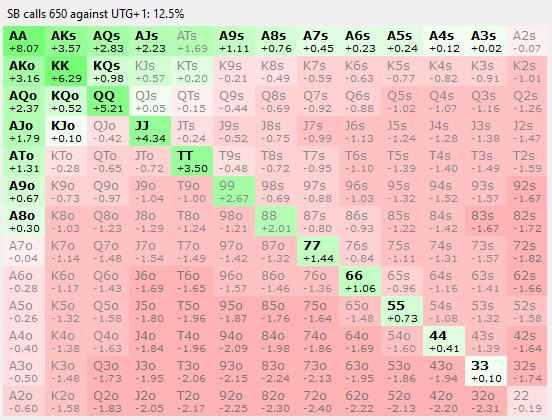 SB calls 650 against UTG+1: 12.5%
AA AKs AQs AJs ATs A9s A8s A7s A6s A5s A4s A3s A2s
+8.07 +3.57 +2.83 +2.23 +1.69 +1.11 +0.76 +0.45 +0.23 +0.24 +0.12 +0.02 -0.07
AKo KK KQs KJs KTs K9s K8s K7s K6s K5s K4s K3s K2s
+3.16 +6.29 +0.98 +0.57 +0.20 -0.21 -0.49 -0.59 -0.63 -0.77 -0.82 -0.91 -1.01
AQo KQo QQ QJs QTs Q9s Q8s Q7s Q6s Q5s Q4s Q3s Q2s
+2.37 +0.52 +5.21 +0.05 -0.15 -0.44 -0.69 -0.92 -0.88 -1.02 -1.07 -1.16 -1.26
AJo KJo QJo JJ JTs J9s J8s J7s J6s J5s J4s J3s J2s
+1.79 +0.10 -0.42 +4.34 -0.24 -0.52 -0.75 -0.99 -1.13 -1.24 -1.28 -1.38 -1.47
ATo KTo QTo JTo TT T9s T8s T7s T6s T5s T4s T3s T2s
+1.31 -0.28 -0.65 -0.72 +3.50 -0.48 -0.72 -0.95 -1.10 -1.39 -1.40 -1.49 -1.59
A9o K9o Q9o J9o T9o 99 98s 97s 96s 95s 94s 93s 92s
+0.67 -0.73 -0.97 -1.04 -1.00 +2.67 -0.69 -0.88 -1.03 -1.32 -1.52 -1.57 -1.67
A8o K8o Q8o J8o T8o 98o 88 87s 86s 85s 84s 83s 82s
+0.30 -1.03 -1.23 -1.29 -1.24 -1.21 +2.01 -0.80 -0.93 -1.22 -1.42 -1.67 -1.72
A7o K7o Q7o J7o T7o 97o 87o 77 76s 75s 74s 73s 72s
-0.04 -1.14 -1.48 -1.54 -1.49 -1.42 -1.32 +1.44 -0.84 -1.11 -1.31 -1.57 -1.82
A6o K6o Q6o J6o T6o 96o 86o 76o 66 65s 64s 63s 62s
-0.28 -1.17 -1.43 -1.69 -1.65 -1.57 -1.46 -1.36 +1.06 -0.96 -1.16 -1.41 -1.66
A5o K5o Q5o J5o T5o 95o 85o 75o 65o 55 54s 53s 52s
-0.26 -1.32 -1.58 -1.80 -1.96 -1.87 -1.76 -1.64 -1.48 +0.73 -1.08 -1.32 -1.58
A4o K4o Q4o J4o T4o 94o 84o 74o 64o 54o 44 43s 42s
-0.40 -1.38 -1.63 -1.84 -1.96 -2.09 -1.98 -1.86 -1.69 -1.60 +0.41 -1.39 -1.64
A3o K3o Q3o J3o T3o 93o 83o 73o 63o 53o 43o 33 32s
-0.50 -1.48 -1.73 -1.95 -2.06 -2.15 -2.24 -2.13 -1.95 -1.86 -1.94 +0.10 -1.74
A2o K2o Q2o J2o T2o 92o 82o 72o 62o 52o 42o 32o 22
-0.60 -1.58 -1.83 -2.05 -2.17 -2.25 -2.30 -2.40 -2.22 -2.13 -2.20 -2.31 -0.19